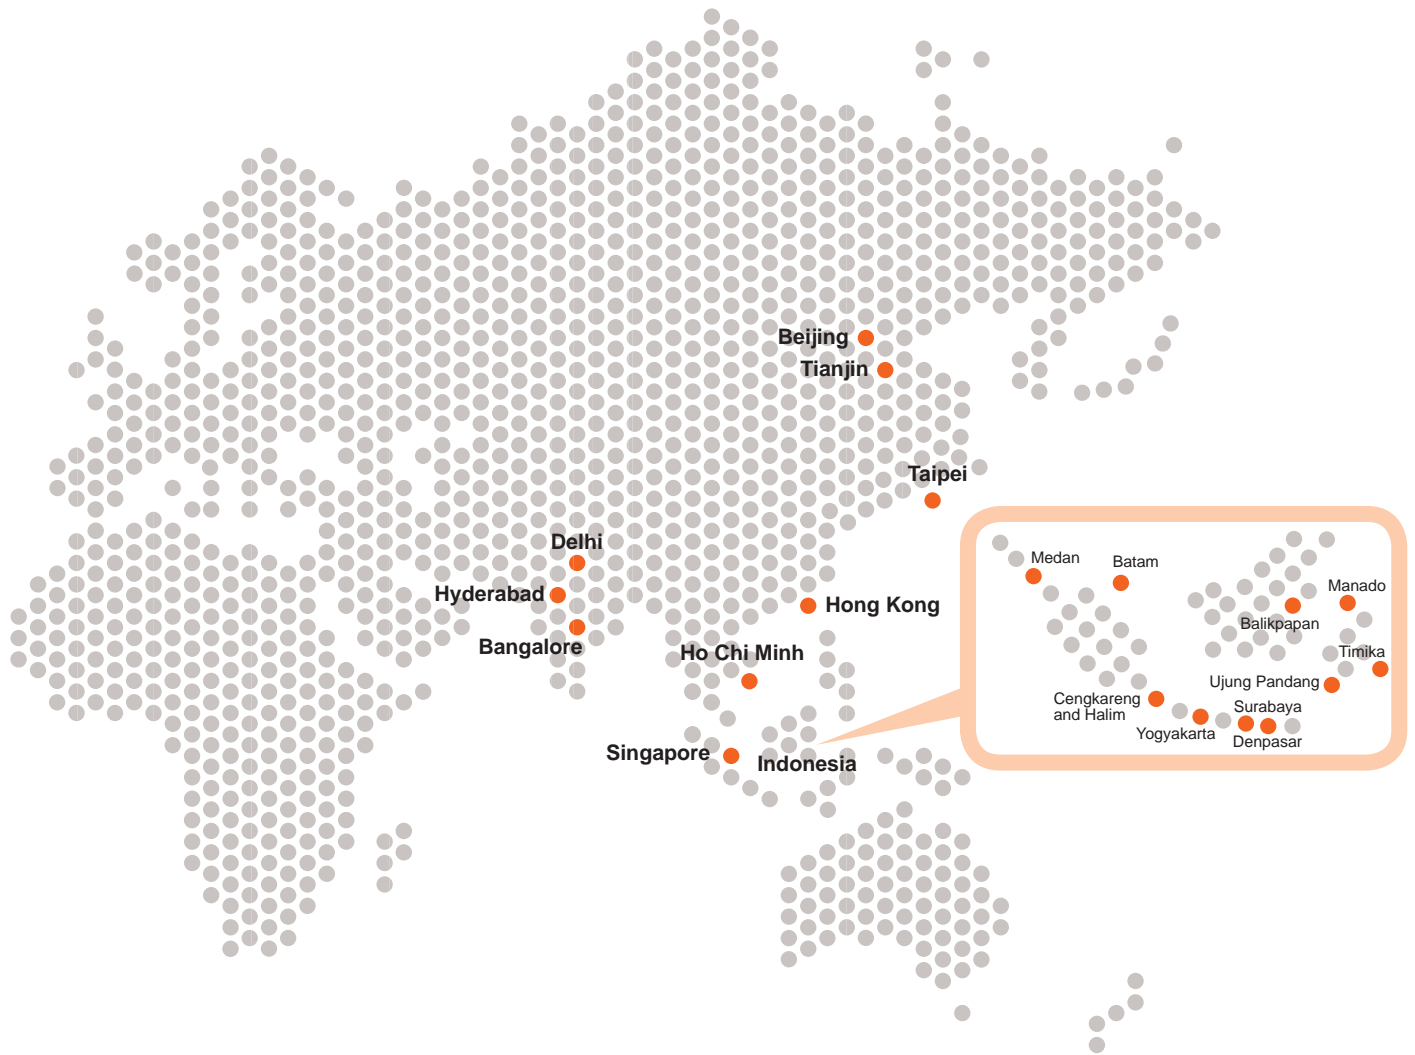 Beijing
Tianjin
Taipei
Delhi
Hyderabad
Bangalore
Hong Kong
Ho Chi Minh
Singapore
Indonesia
Medan
Batam
Manado
Balikpapan
Timika
Ujung Pandang
Cengkareng
and Halim
Surabaya
Yogyakarta
Denpasar